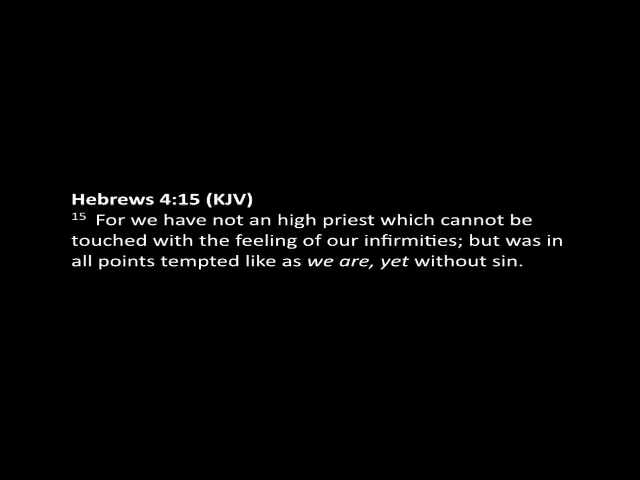 Hebrews 4:15 (KJV)
15 For we have not an high priest which cannot be
touched with the feeling of our infirmities; but was in
all points tempted like as we are, yet without sin.